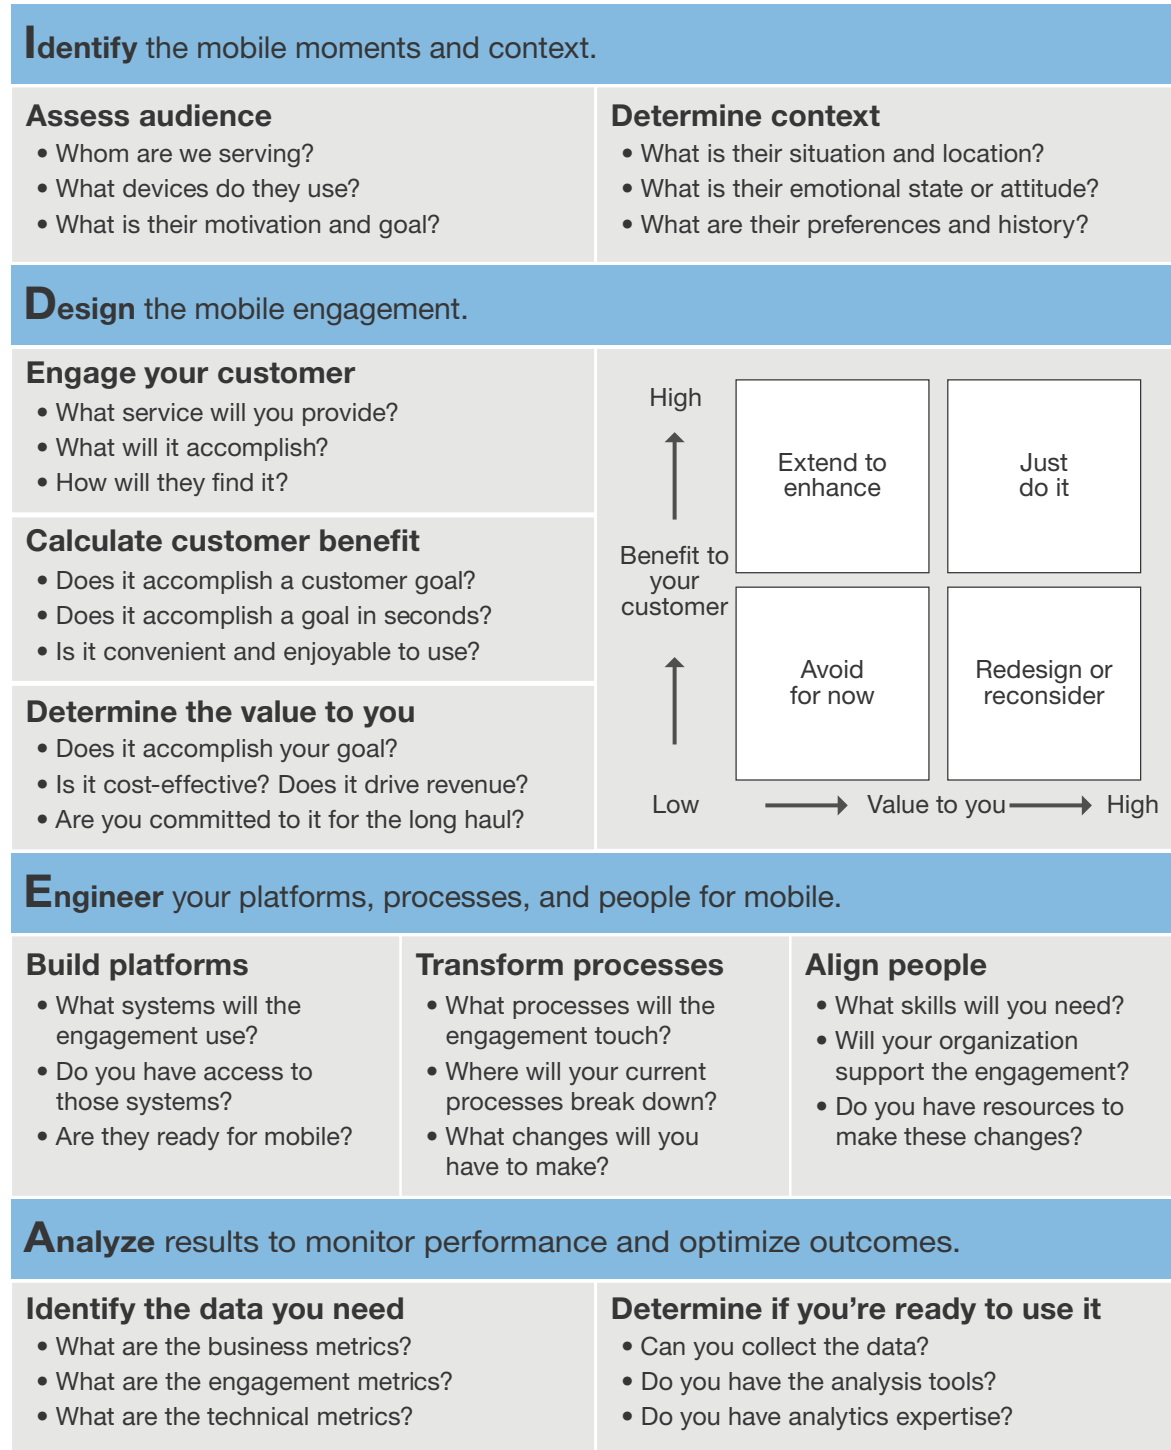 Identify the mobile moments and context.
Assess audience
• Whom are we serving?
• What devices do they use?
• What is their motivation and goal?
Determine context
• What is their situation and location?
• What is their emotional state or attitude?
• What are their preferences and history?
Design the mobile engagement.
Engage your customer
• What service will you provide?
• What will it accomplish?
• How will they find it?
Calculate customer benefit
• Does it accomplish a customer goal?
• Does it accomplish a goal in seconds?
• Is it convenient and enjoyable to use?
Determine the value to you
• Does it accomplish your goal?
• Is it cost-effective? Does it drive revenue?
• Are you committed to it for the long haul?
High
Benefit to
your
customer
Extend to
enhance
Just
do it
Avoid
for now
Redesign or
reconsider
Low
Value to you
High
Engineer your platforms, processes, and people for mobile.
Build platforms
• What systems will the
engagement use?
• Do you have access to
those systems?
• Are they ready for mobile?
Transform processes
• What processes will the
engagement touch?
• Where will your current
processes break down?
• What changes will you
have to make?
Align people
• What skills will you need?
• Will your organization
support the engagement?
• Do you have resources to
make these changes?
Analyze results to monitor performance and optimize outcomes.
Identify the data you need
• What are the business metrics?
• What are the engagement metrics?
• What are the technical metrics?
Determine if you’re ready to use it
• Can you collect the data?
• Do you have the analysis tools?
• Do you have analytics expertise?